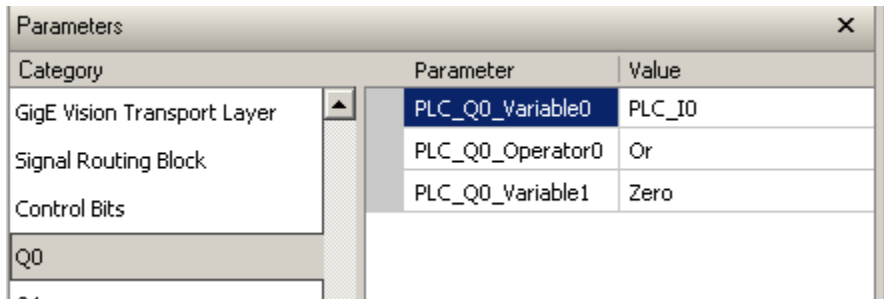 Parameters
Category Parameter Value
GigE Vision Transport Layer PLC_Q0_Variable0 PLC_I0
Signal Routing Block PLC_Q0_Operator0 Or
Control Bits PLC_Q0_Variable1 Zero
Q0